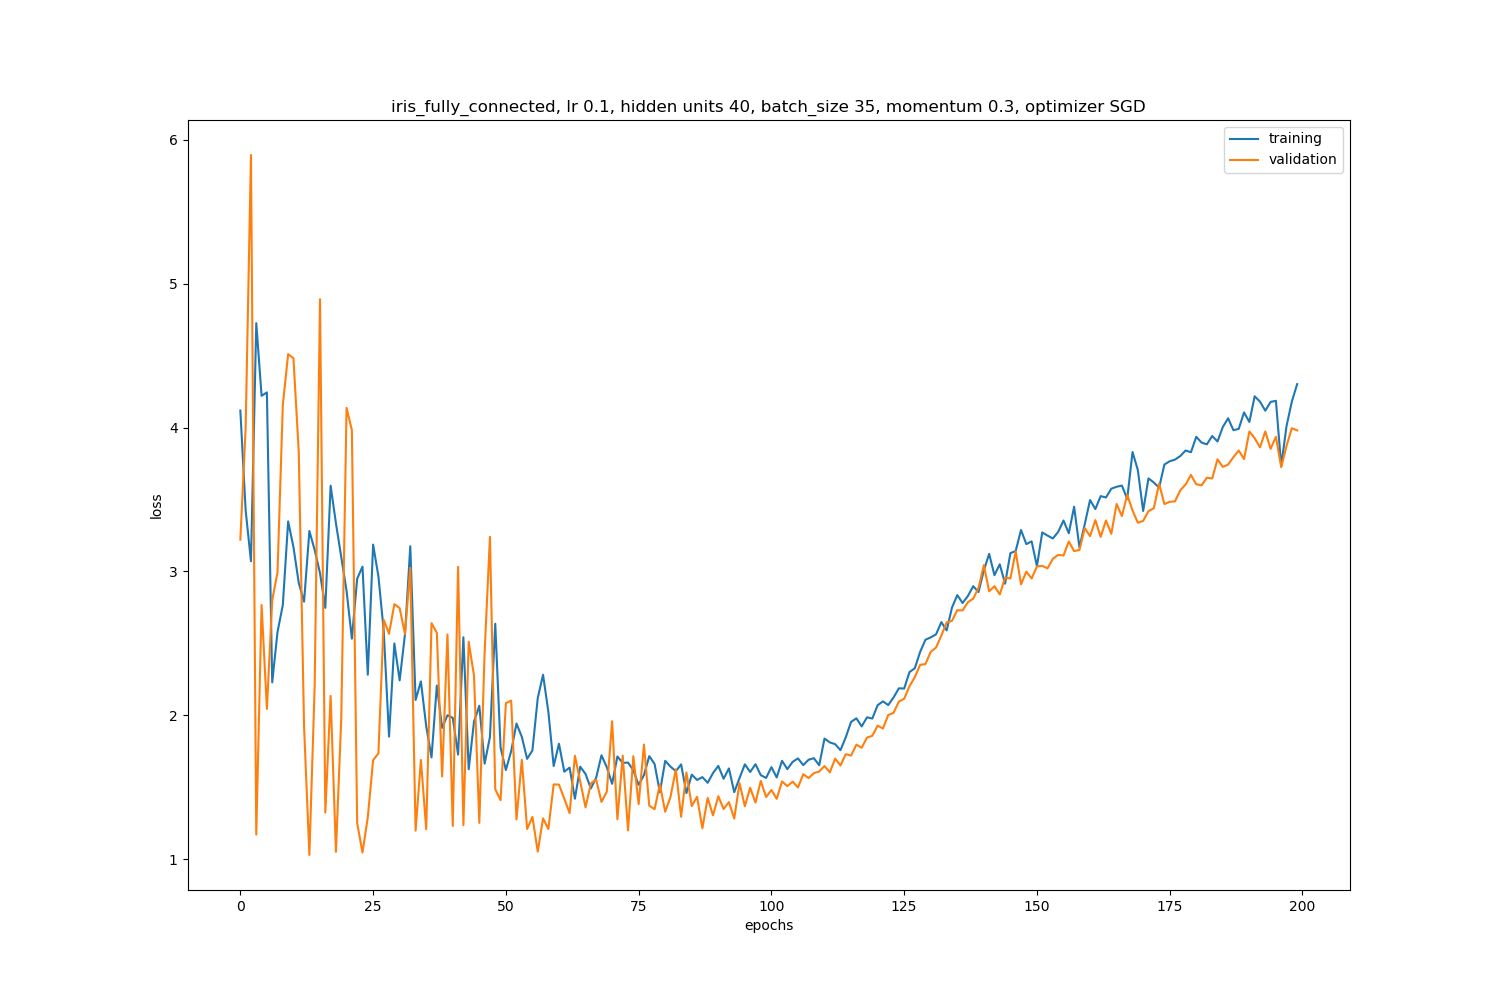 iris_fully_connected, lr 0.1, hidden units 40, batch_size 35, momentum 0.3, optimizer SGD
training
validation
6
5
4
3
2
1
loss
0 25 50 75 100 125 150 175 200
epochs